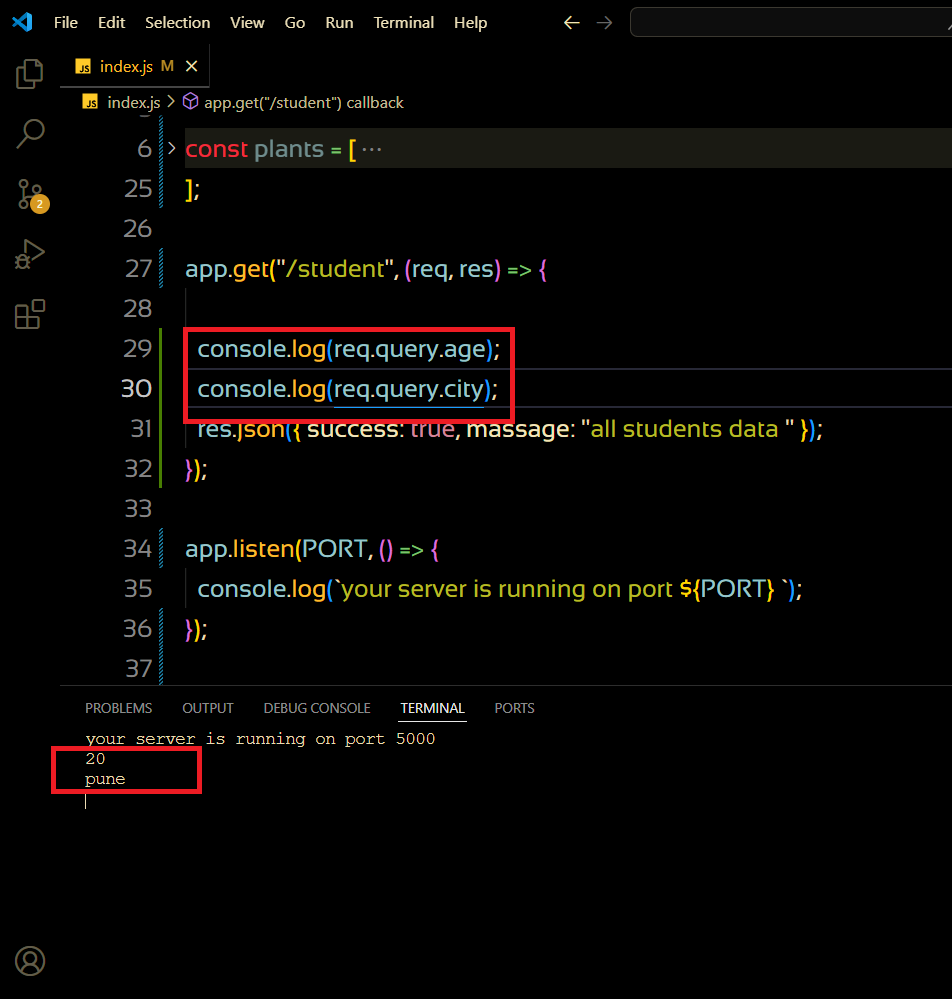 File Edit Selection View Go Run Terminal Help
JS index.js M
JS index.js > app.get("/student") callback
6 const plants = [ ···
25 ];
26
27 app.get("/student", (req, res) => {
28
29 console.log(req.query.age);
30 console.log(req.query.city);
31 res.json({ success: true, massage: "all students data " });
32 });
33
34 app.listen(PORT, () => {
35 console.log(`your server is running on port ${PORT} `);
36 });
37
2
PROBLEMS OUTPUT DEBUG CONSOLE TERMINAL PORTS
your server is running on port 5000
20
pune